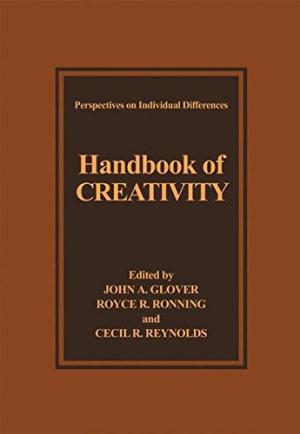 Perspectives on Individual Differences
Handbook of
CREATIVITY
Edited by
JOHN A. GLOVER
ROYCE R. RONNING
and
CECIL R. REYNOLDS